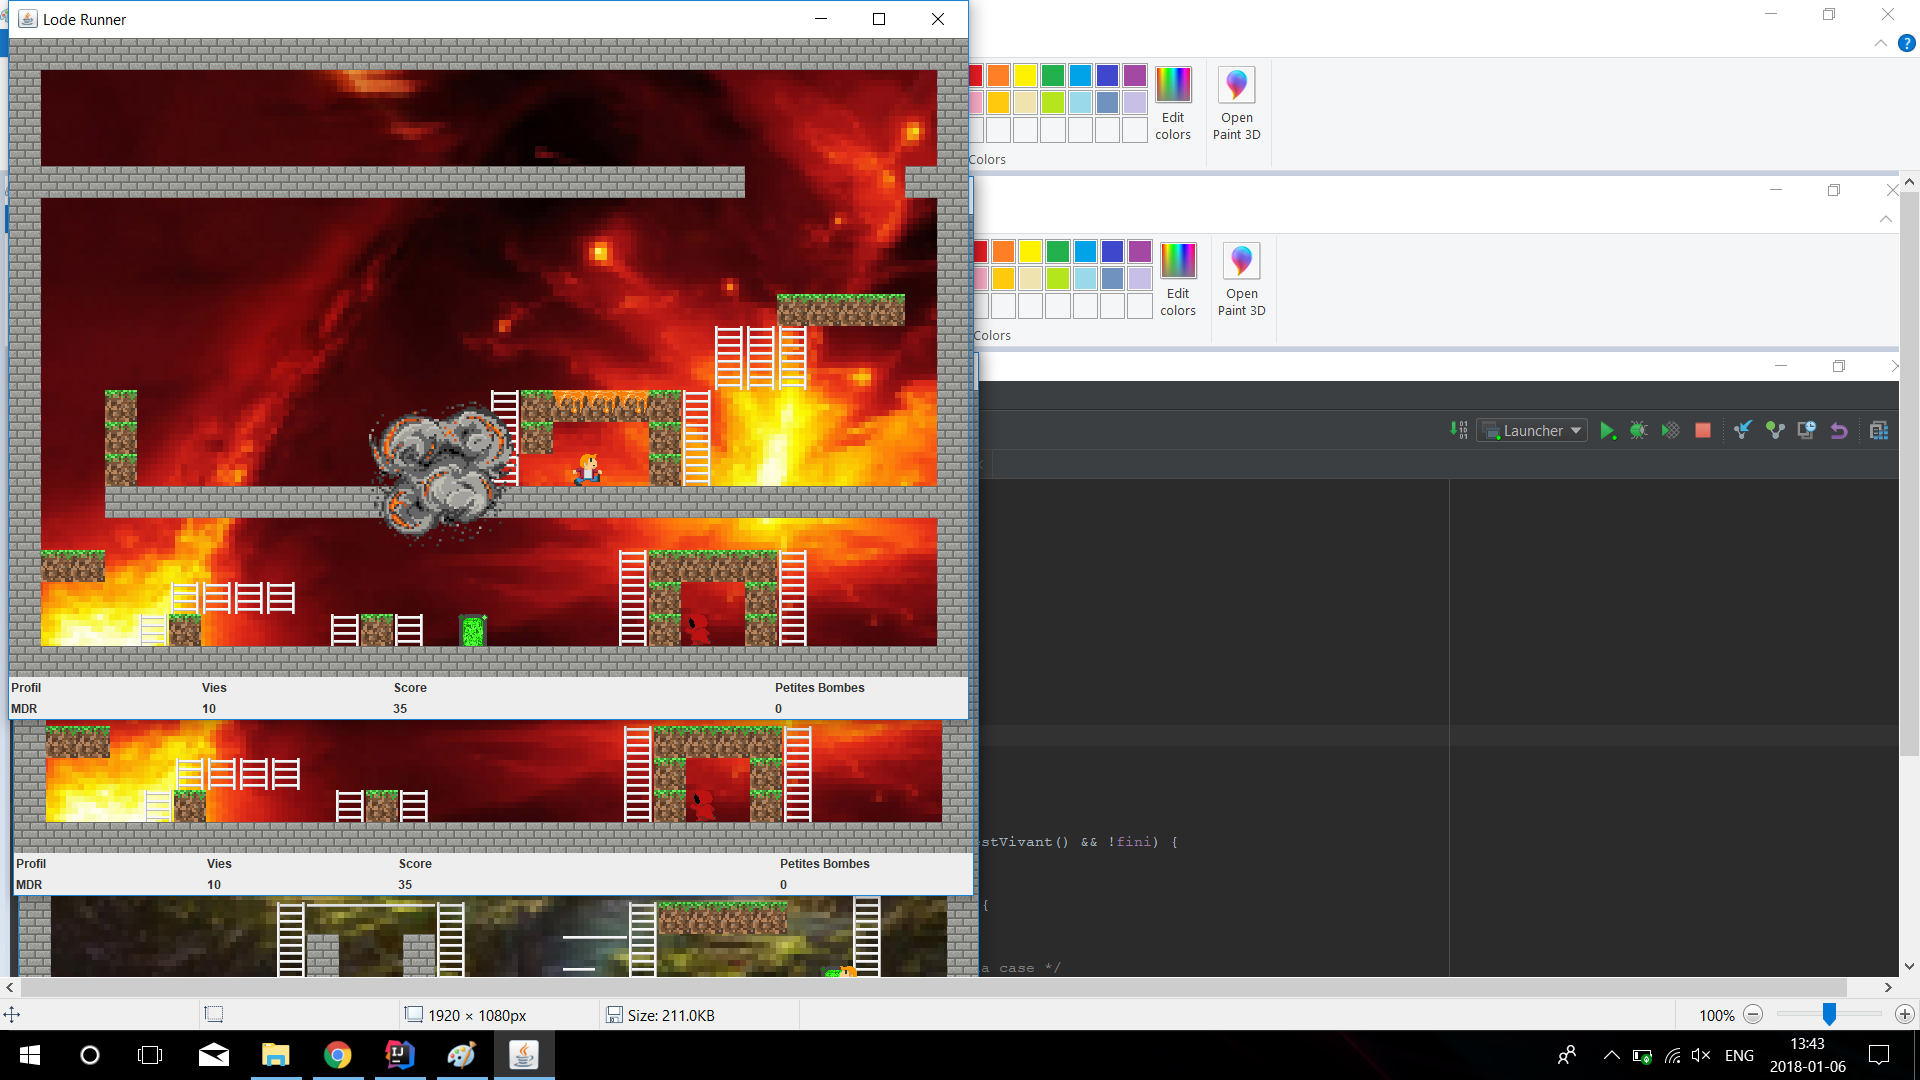 Lode Runner
Edit colors
Open Paint 3D
Colors
Edit colors
Open Paint 3D
Colors
Launcher
Profil Vies Score Petites Bombes
MDR 10 35 0
stVivant() && !fini) {
Profil Vies Score Petites Bombes
MDR 10 35 0
{
a case */
1920 × 1080px Size: 211.0KB 100%
ENG
13:43
2018-01-06